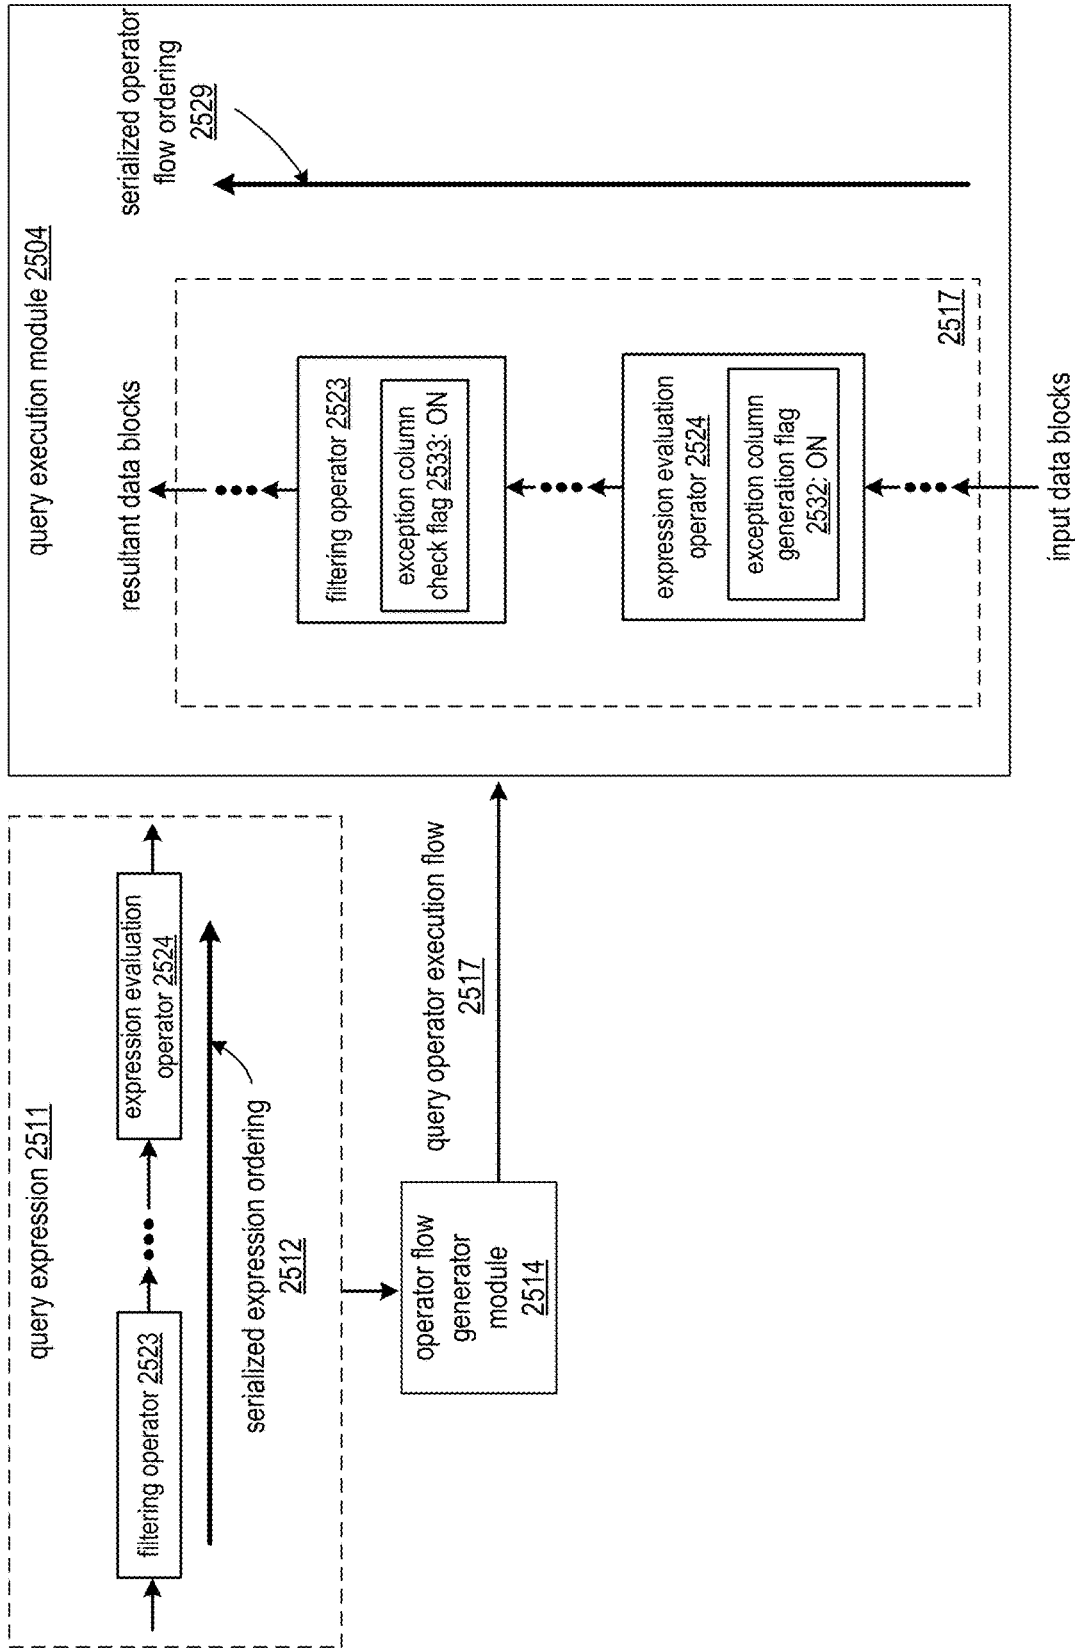 query expression 2511
filtering operator 2523
expression evaluation
operator 2524
serialized expression ordering
2512
operator flow
generator
module
2514
query operator execution flow
2517
query execution module 2504
resultant data blocks
serialized operator
flow ordering
2529
filtering operator 2523
exception column
check flag 2533: ON
expression evaluation
operator 2524
exception column
generation flag
2532: ON
2517
input data blocks